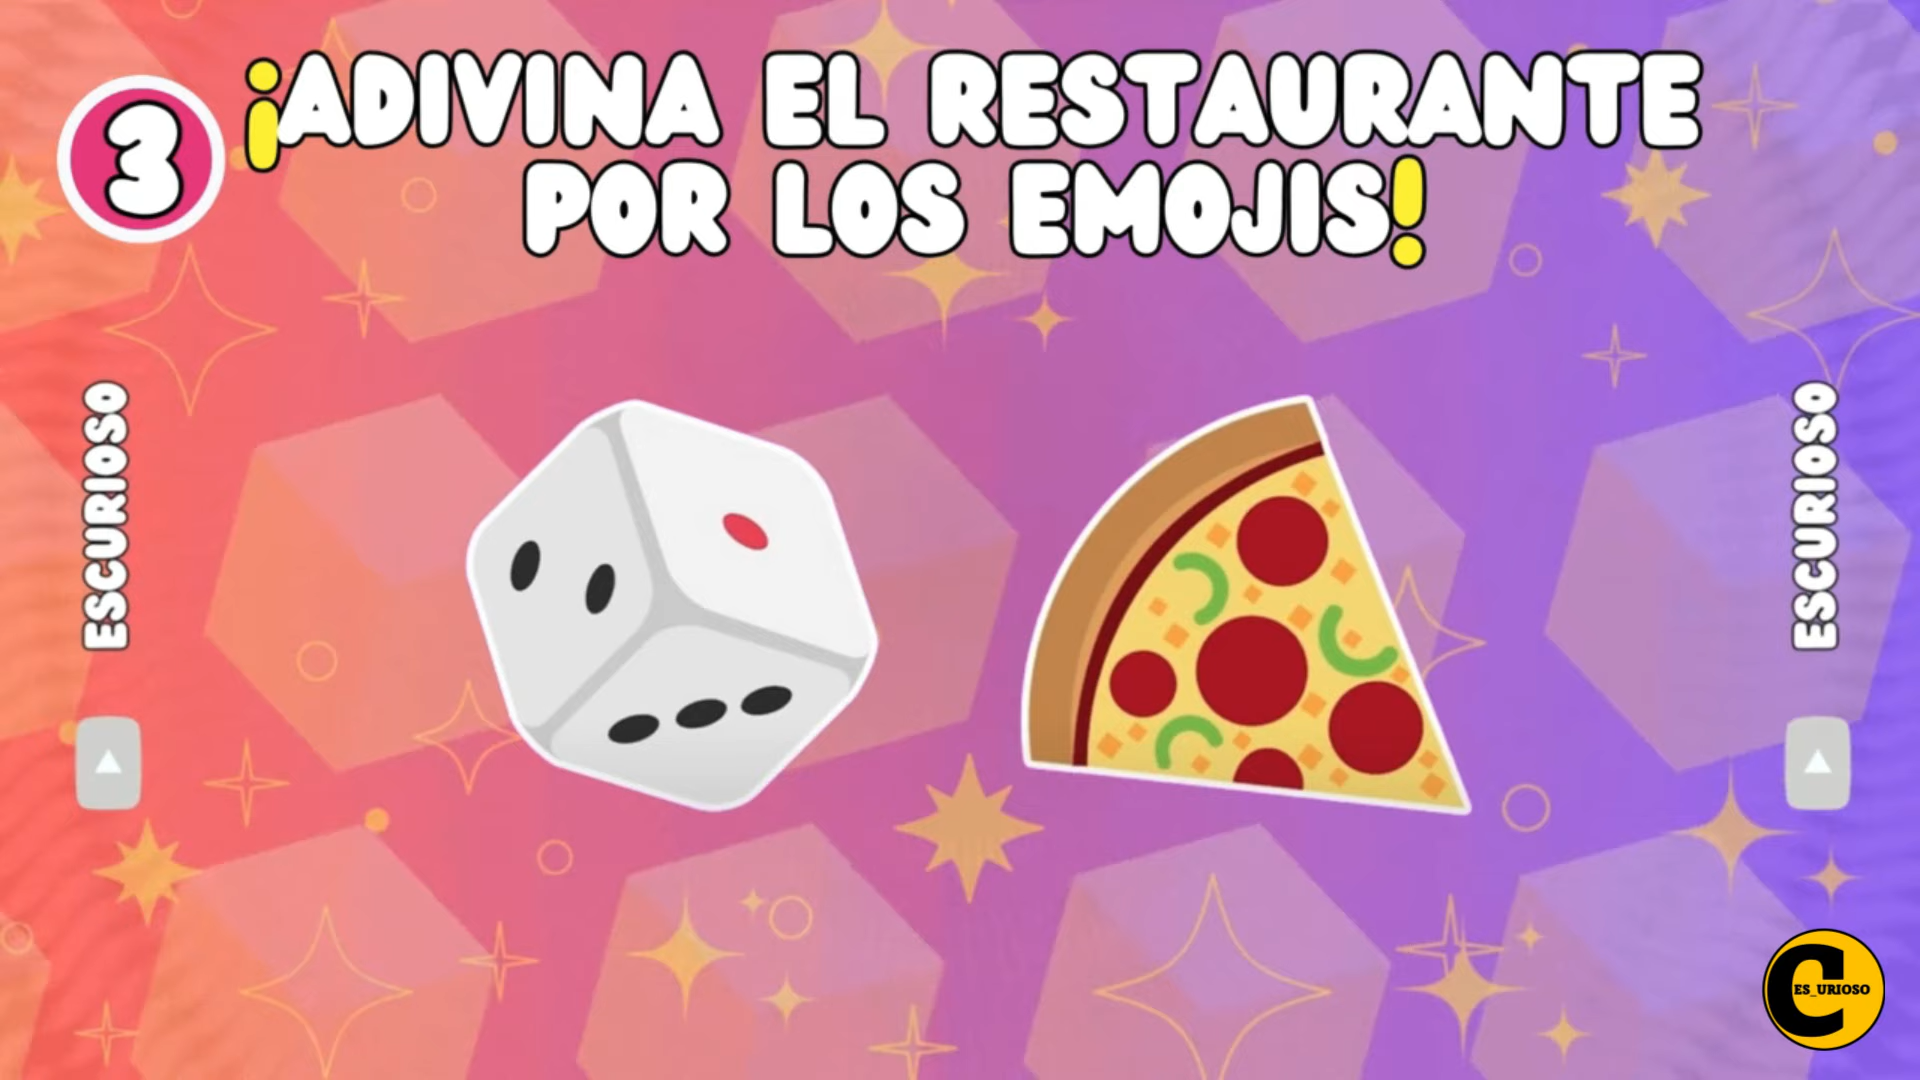 3
¡ADIVINA EL RESTAURANTE
POR LOS EMOJIS!
ESCURIOSO
ESCURIOSO
C
ES_URIOSO